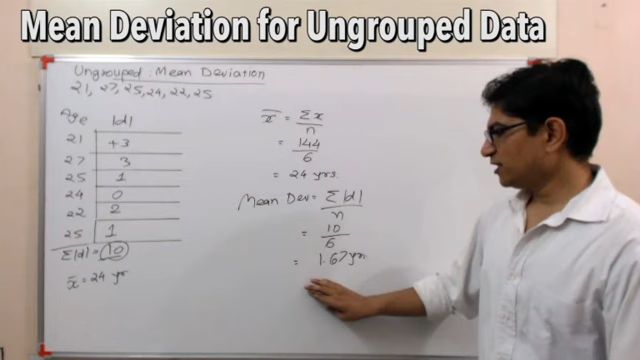 Mean Deviation for Ungrouped Data
Ungrouped: Mean Deviation
21, 27, 25, 24, 22, 25
Age |d|
21 +3
27 3
25 1
24 0
22 2
25 1
Σ|d| = 10
x̄ = 24 yr
x̄ = Σx/n
= 144/6
= 24 yrs.
Mean Dev = Σ|d|/n
= 10/6
= 1.67 yrs.